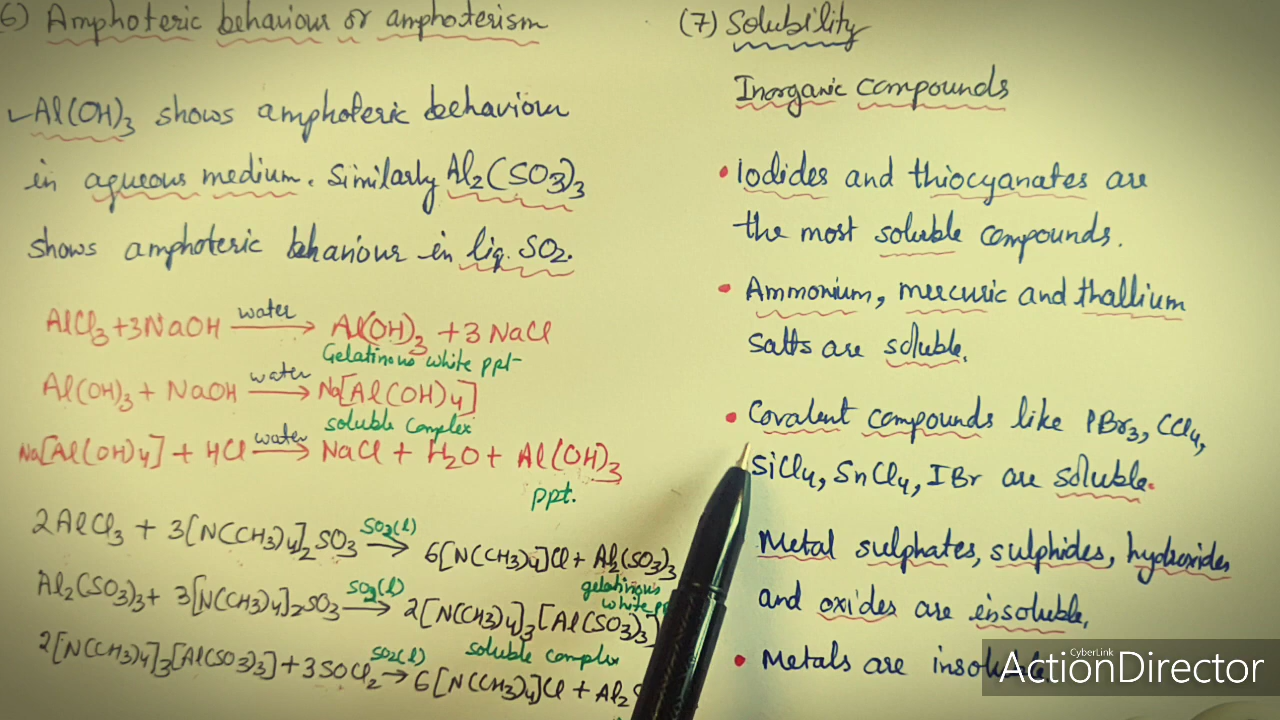 6) Amphoteric behaviour or amphoterism
Al(OH)3 shows amphoteric behaviour
in aqueous medium. Similarly Al2(SO3)3
shows amphoteric behaviour in liq. SO2.
AlCl3 + 3NaOH water → Al(OH)3 + 3 NaCl
Gelatinous white ppt
Al(OH)3 + NaOH water → Na[Al(OH)4]
soluble complex
Na[Al(OH)4] + HCl water → NaCl + H2O + Al(OH)3
ppt.
2AlCl3 + 3[N(CH3)4]2SO3 SO2(l) → 6[N(CH3)4]Cl + Al2(SO3)3
gelatinous
white
Al2(SO3)3 + 3[N(CH3)4]2SO3 SO2(l) → 2[N(CH3)4]3[Al(SO3)3]
soluble complex
2[N(CH3)4]3[Al(SO3)3] + 3SOCl2 SO2(l) → 6[N(CH3)4]Cl + Al2
(7) Solubility
Inorganic compounds
• Iodides and thiocyanates are
the most soluble compounds.
• Ammonium, mercuric and thallium
salts are soluble.
• Covalent compounds like PBr3, CCl4,
SiCl4, SnCl4, IBr are soluble.
Metal sulphates, sulphides, hydroxides
and oxides are insoluble.
• Metals are
CyberLink
ActionDirector